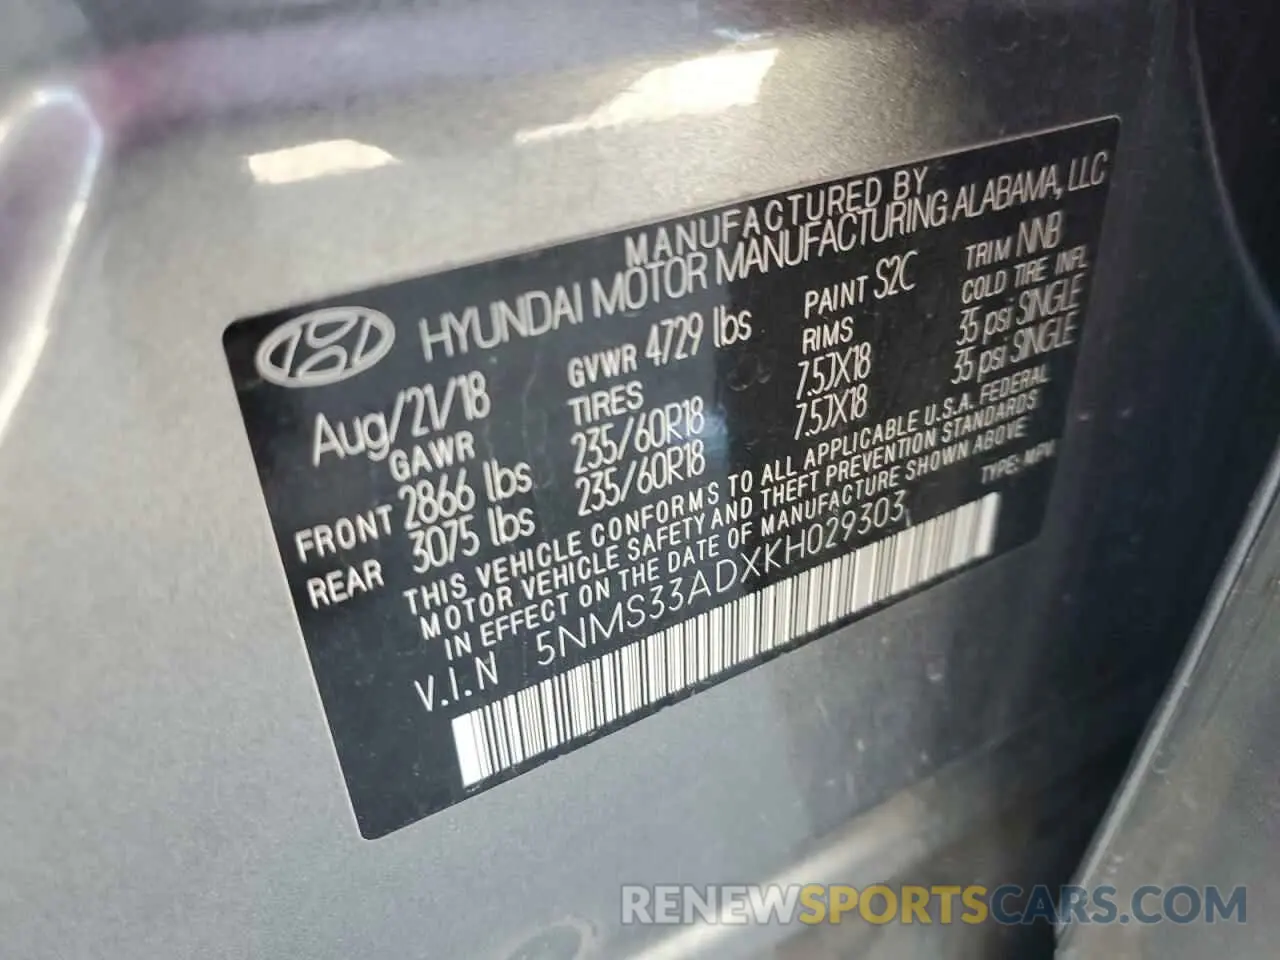 MANUFACTURED BY
HYUNDAI MOTOR MANUFACTURING ALABAMA, LLC
Aug/21/18 GVWR 4729 lbs PAINT S2C TRIM NNB
GAWR TIRES RIMS COLD TIRE INFL
FRONT 2866 lbs 235/60R18 7.5JX18 35 psi SINGLE
REAR 3075 lbs 235/60R18 7.5JX18 35 psi SINGLE
THIS VEHICLE CONFORMS TO ALL APPLICABLE U.S.A. FEDERAL
MOTOR VEHICLE SAFETY AND THEFT PREVENTION STANDARDS
IN EFFECT ON THE DATE OF MANUFACTURE SHOWN ABOVE
V.I.N 5NMS33ADXKH029303 TYPE: MPV
RENEWSPORTSCARS.COM